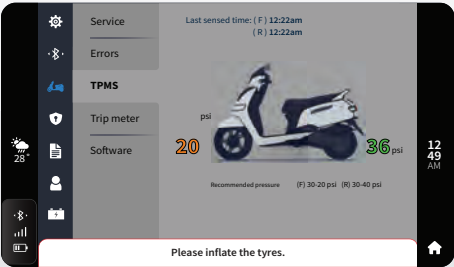 Service
Errors
TPMS
Trip meter
Software
Last sensed time: ( F ) 12:22am
( R ) 12:22am
psi
20
36 psi
Recommended pressure (F) 30-20 psi (R) 30-40 psi
28°
12
49
AM
Please inflate the tyres.